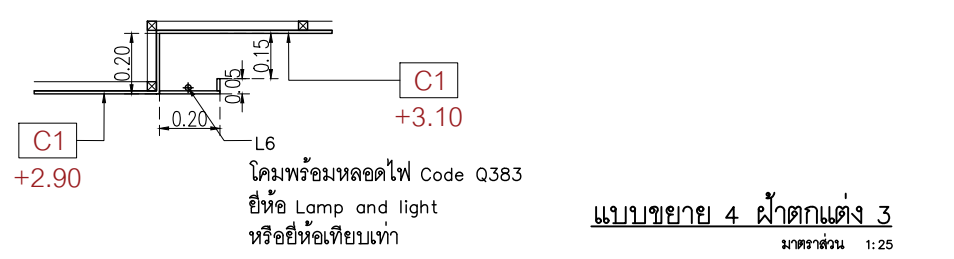 0.20
0.15
0.05
0.20
C1
+3.10
C1
+2.90
L6
โคมพร้อมหลอดไฟ Code Q383
ยี่ห้อ Lamp and light
หรือยี่ห้อเทียบเท่า
แบบขยาย 4 ฝ้าตกแต่ง 3
มาตราส่วน 1:25